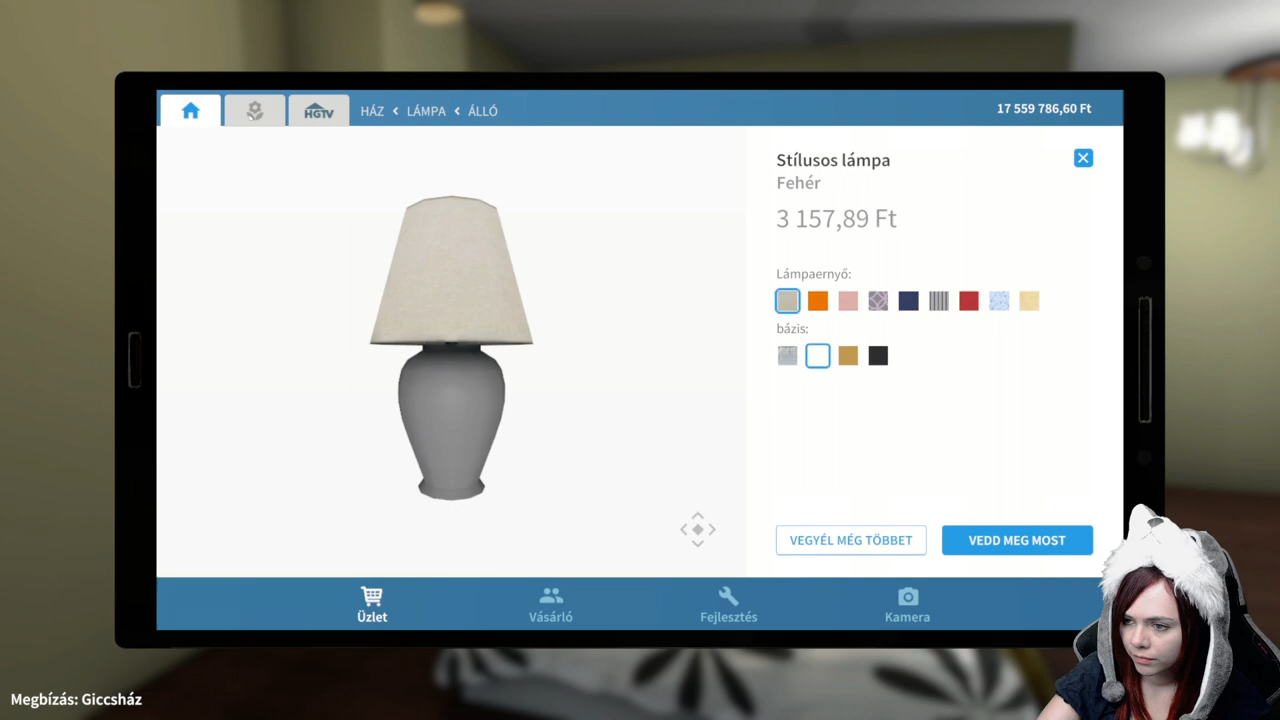 HGTV
HÁZ < LÁMPA < ÁLLÓ
17 559 786,60 Ft
Stílusos lámpa
Fehér
3 157,89 Ft
Lámpaernyő:
bázis:
VEGYÉL MÉG TÖBBET
VEDD MEG MOST
Üzlet
Vásárló
Fejlesztés
Kamera
Megbízás: Giccsház